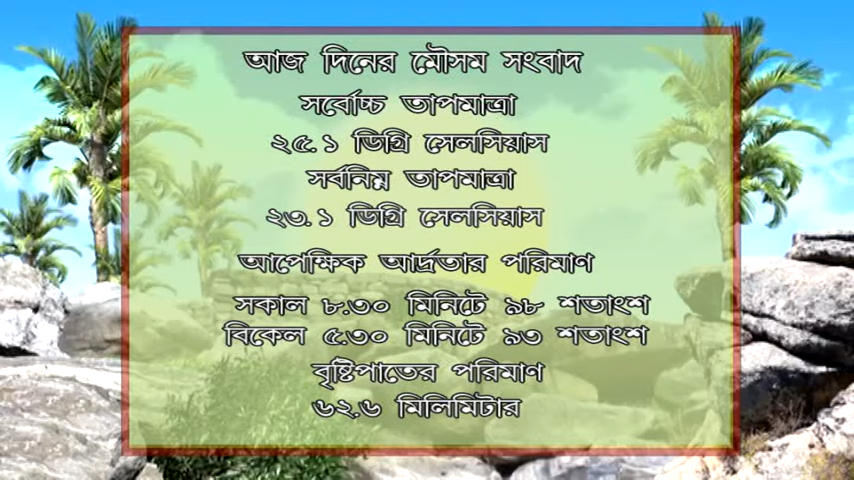 আজ দিনের মৌসম সংবাদ
সর্বোচ্চ তাপমাত্রা
২৫.১ ডিগ্রি সেলসিয়াস
সর্বনিম্ন তাপমাত্রা
২৩.১ ডিগ্রি সেলসিয়াস
আপেক্ষিক আর্দ্রতার পরিমাণ
সকাল ৮.৩০ মিনিটে ৯৮ শতাংশ
বিকেল ৫.৩০ মিনিটে ৯৩ শতাংশ
বৃষ্টিপাতের পরিমাণ
৬২.৬ মিলিমিটার